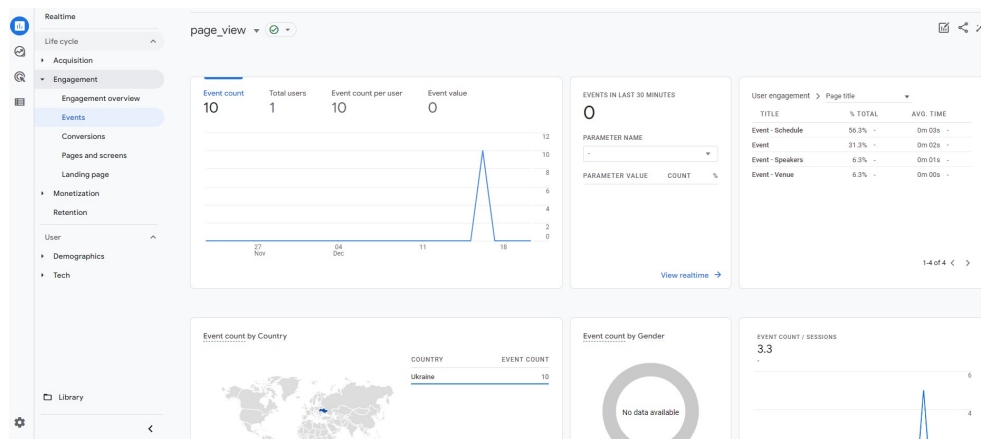 Realtime
Life cycle
Acquisition
Engagement
Engagement overview
Events
Conversions
Pages and screens
Landing page
Monetization
Retention
User
Demographics
Tech
Library
page_view
Event count Total users Event count per user Event value
10 1 10 0
12
10
8
6
4
2
0
27 04 11 18
Nov Dec
EVENTS IN LAST 30 MINUTES
0
PARAMETER NAME
-
PARAMETER VALUE COUNT %
View realtime
User engagement > Page title
TITLE % TOTAL AVG. TIME
Event - Schedule 56.3% - 0m 03s -
Event 31.3% - 0m 02s -
Event - Speakers 6.3% - 0m 01s -
Event - Venue 6.3% - 0m 00s -
1-4 of 4
Event count by Country
COUNTRY EVENT COUNT
Ukraine 10
Event count by Gender
No data available
EVENT COUNT / SESSIONS
3.3
-
6
4